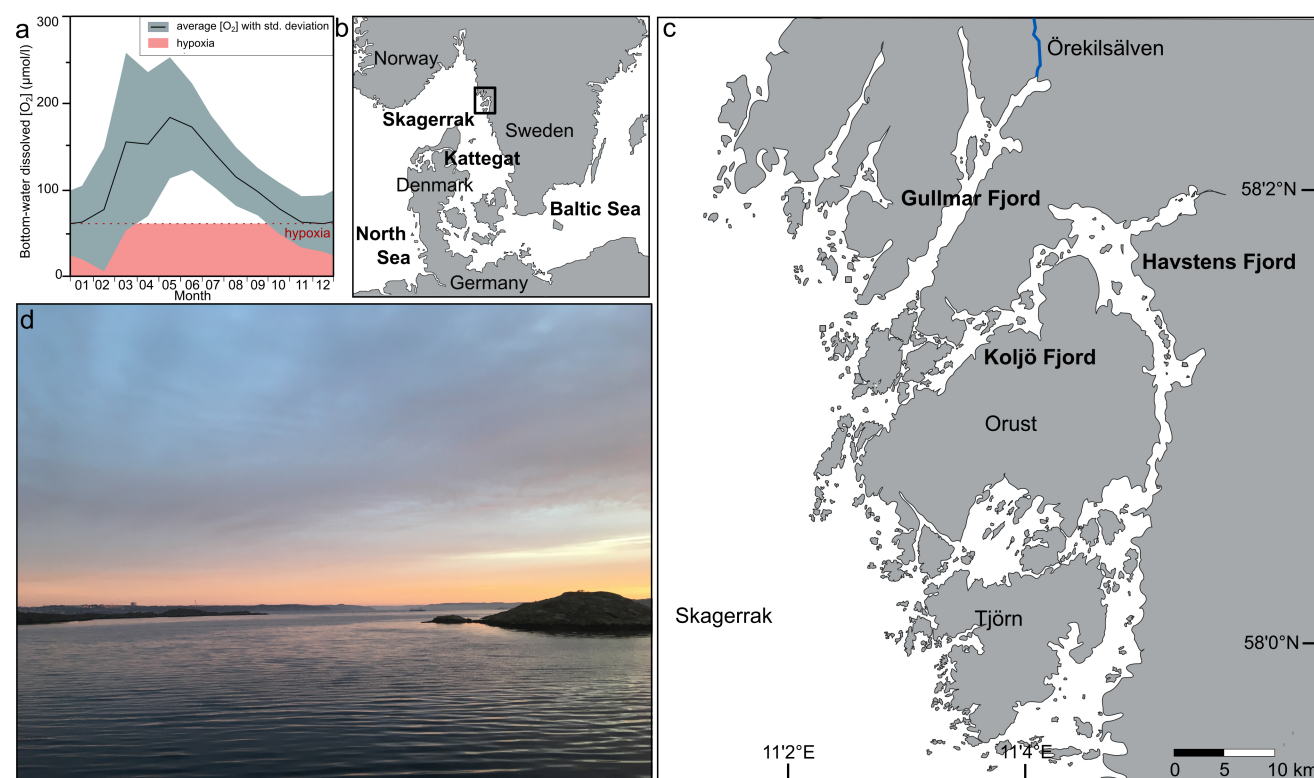 a
300
200
100
0
Bottom-water dissolved [O₂] (μmol/l)
average [O₂] with std. deviation
hypoxia
hypoxia
01 02 03 04 05 06 07 08 09 10 11 12
Month
b
Norway
Skagerrak
Sweden
Kattegat
Denmark
Baltic Sea
North
Sea
Germany
c
Örekilsälven
58'2°N
Gullmar Fjord
Havstens Fjord
Koljö Fjord
Orust
Skagerrak
Tjörn
58'0°N
11'2°E
11'4°E
0 5 10 km
d